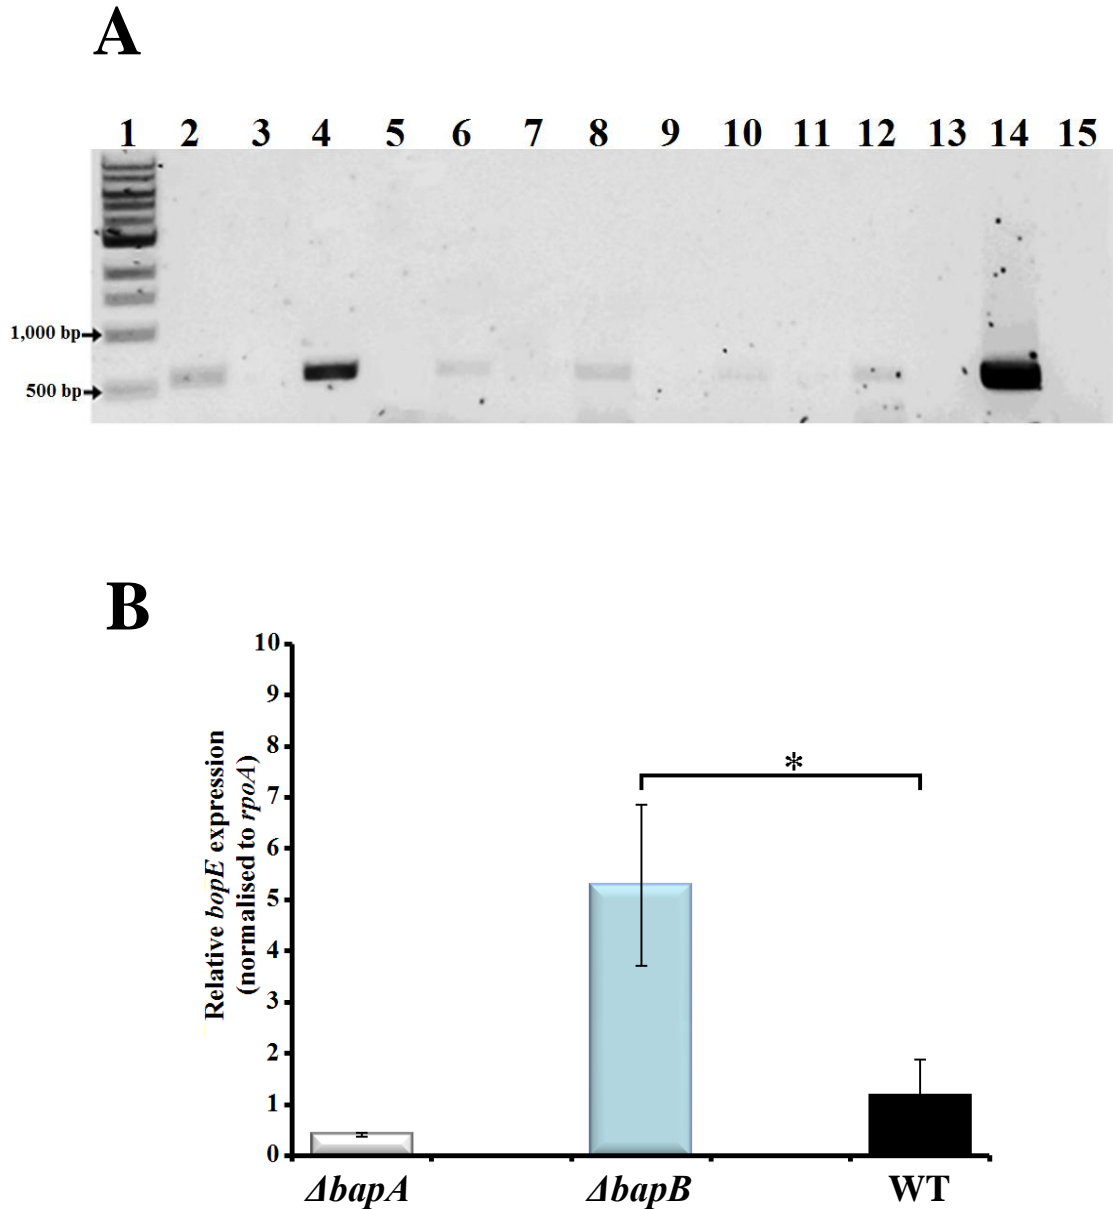 A
1 2 3 4 5 6 7 8 9 10 11 12 13 14 15
1,000 bp
500 bp
B
10
9
8
7
6
5
4
3
2
1
0
Relative bopE expression
(normalised to rpoA)
*
ΔbapA ΔbapB WT